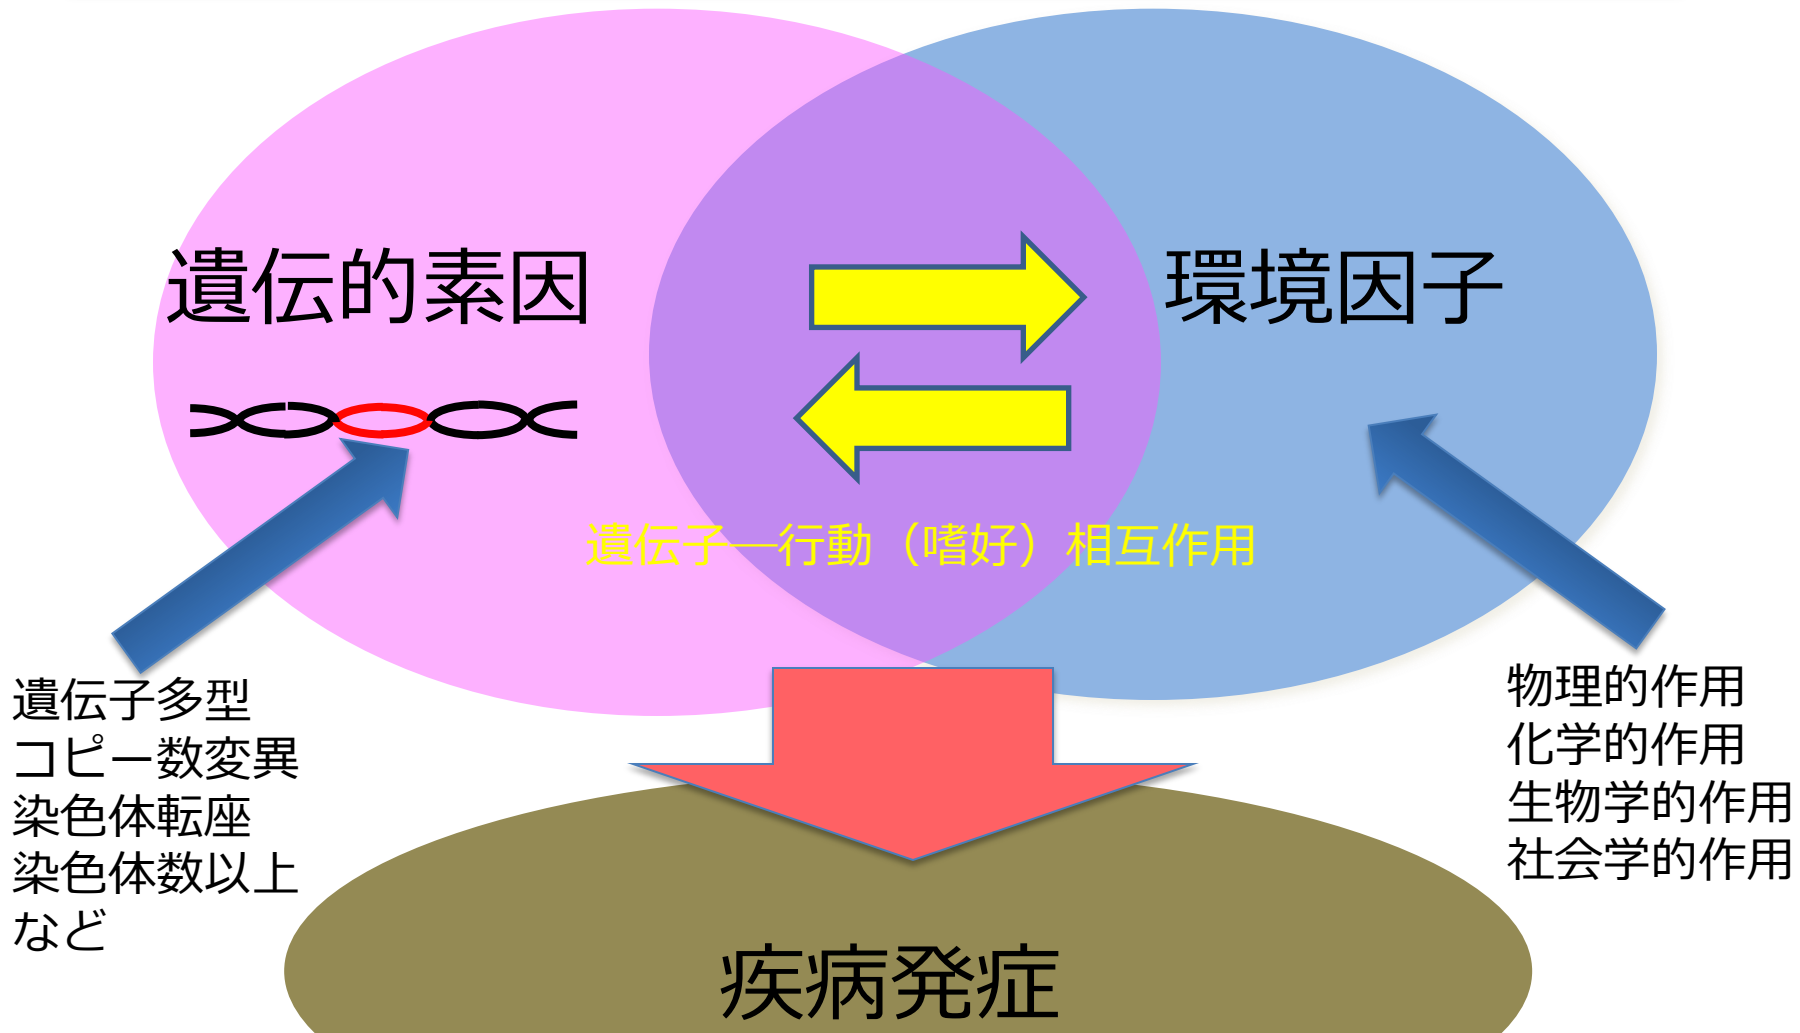 遺伝的素因
環境因子
遺伝子―行動（嗜好）相互作用
遺伝子多型
コピー数変異
染色体転座
染色体数以上
など
物理的作用
化学的作用
生物学的作用
社会学的作用
疾病発症